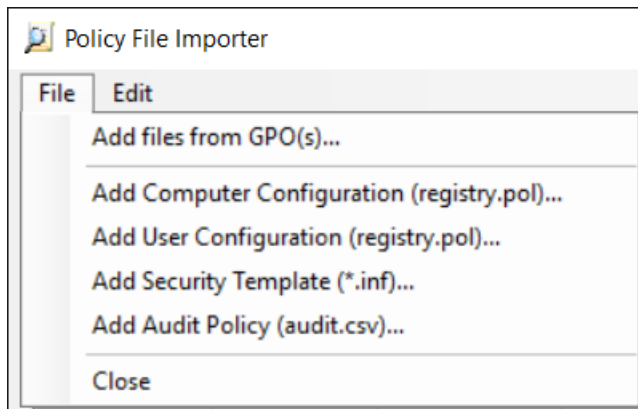 Policy File Importer
File Edit
Add files from GPO(s)...
Add Computer Configuration (registry.pol)...
Add User Configuration (registry.pol)...
Add Security Template (*.inf)...
Add Audit Policy (audit.csv)...
Close